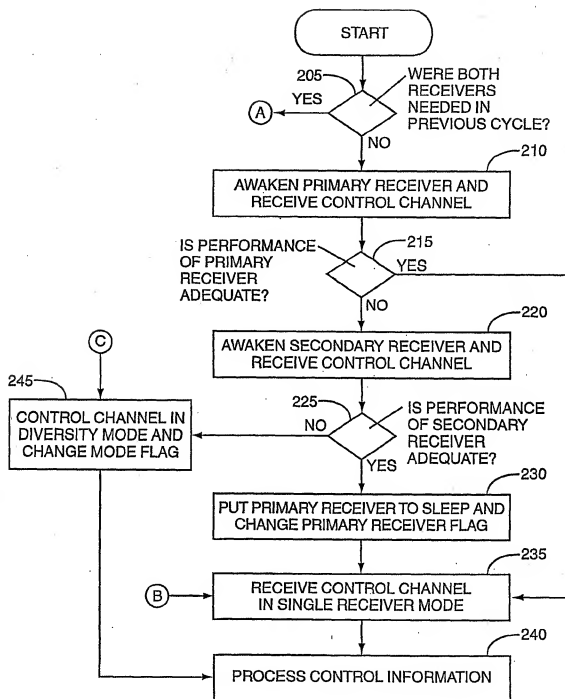 START
205
WERE BOTH
RECEIVERS
NEEDED IN
PREVIOUS CYCLE?
YES
A
NO
210
AWAKEN PRIMARY RECEIVER AND
RECEIVE CONTROL CHANNEL
215
IS PERFORMANCE
OF PRIMARY
RECEIVER
ADEQUATE?
YES
NO
220
AWAKEN SECONDARY RECEIVER AND
RECEIVE CONTROL CHANNEL
C
245
CONTROL CHANNEL IN
DIVERSITY MODE AND
CHANGE MODE FLAG
225
NO
IS PERFORMANCE
OF SECONDARY
RECEIVER
ADEQUATE?
YES
230
PUT PRIMARY RECEIVER TO SLEEP AND
CHANGE PRIMARY RECEIVER FLAG
235
B
RECEIVE CONTROL CHANNEL
IN SINGLE RECEIVER MODE
240
PROCESS CONTROL INFORMATION